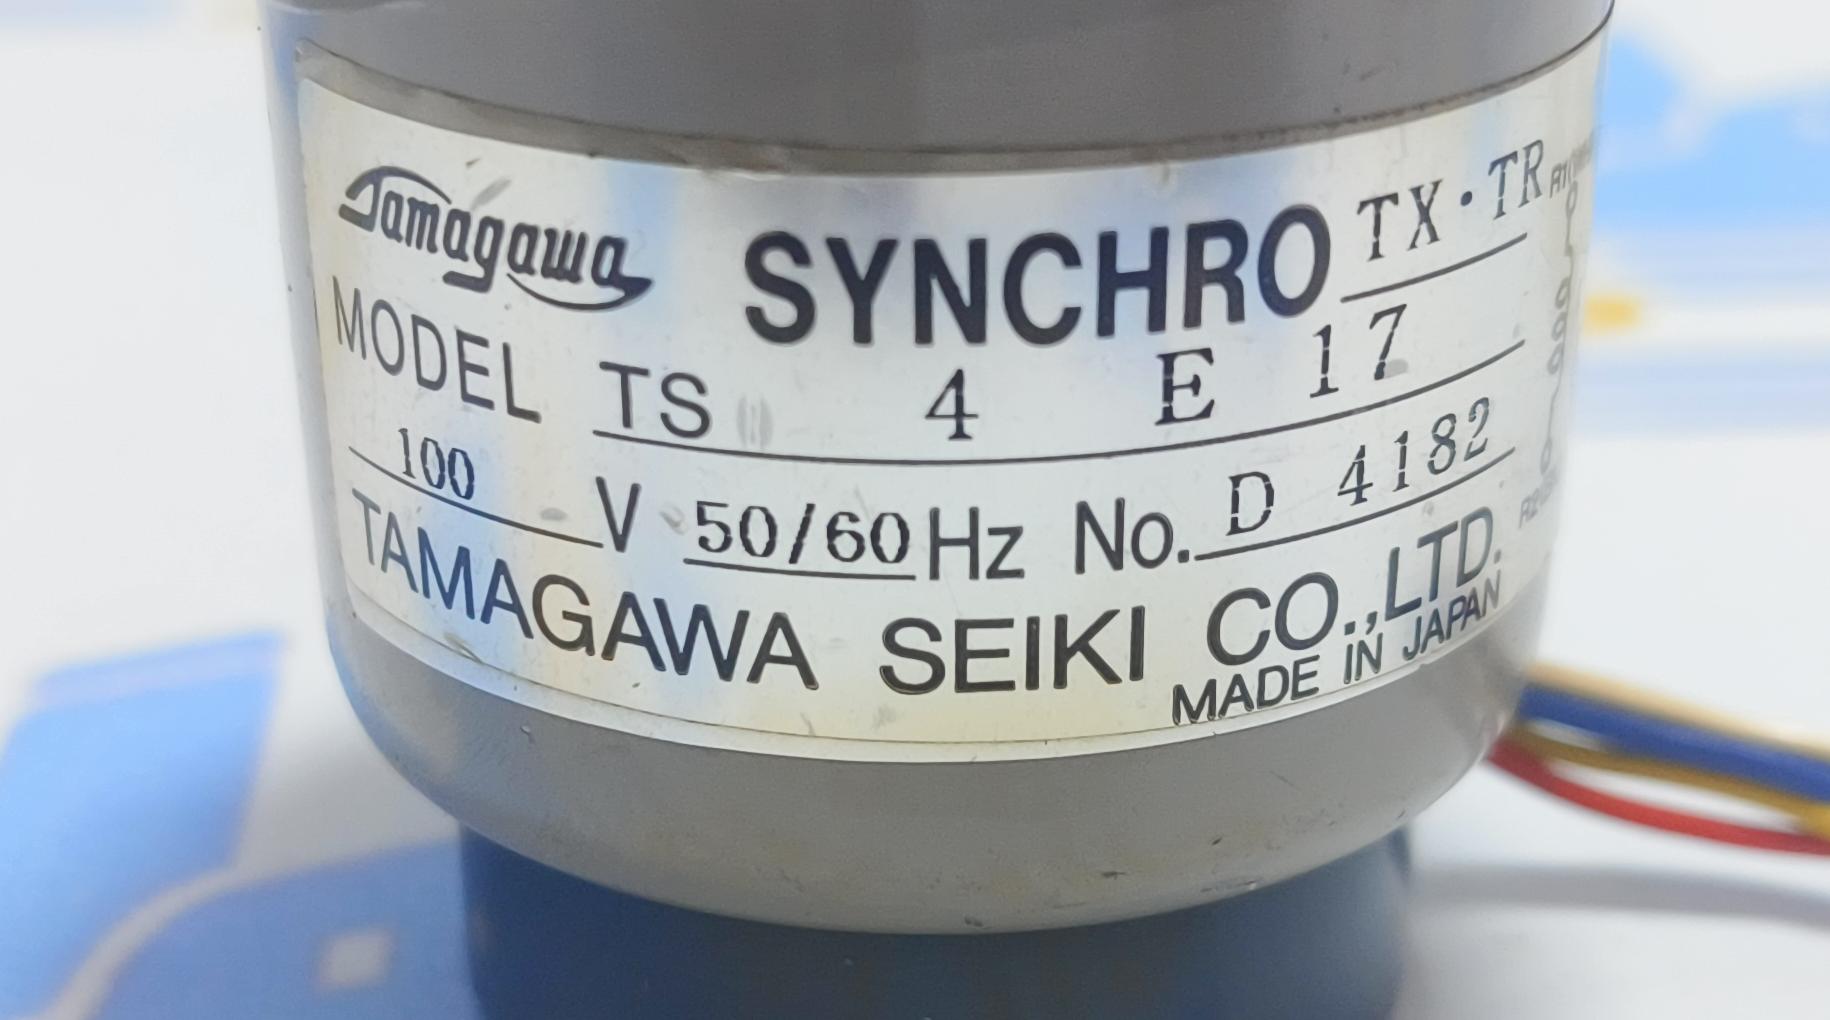 Tamagawa SYNCHRO TX·TR
MODEL TS 4 E 17
100 V 50/60 Hz No. D 4182
TAMAGAWA SEIKI CO.,LTD.
MADE IN JAPAN